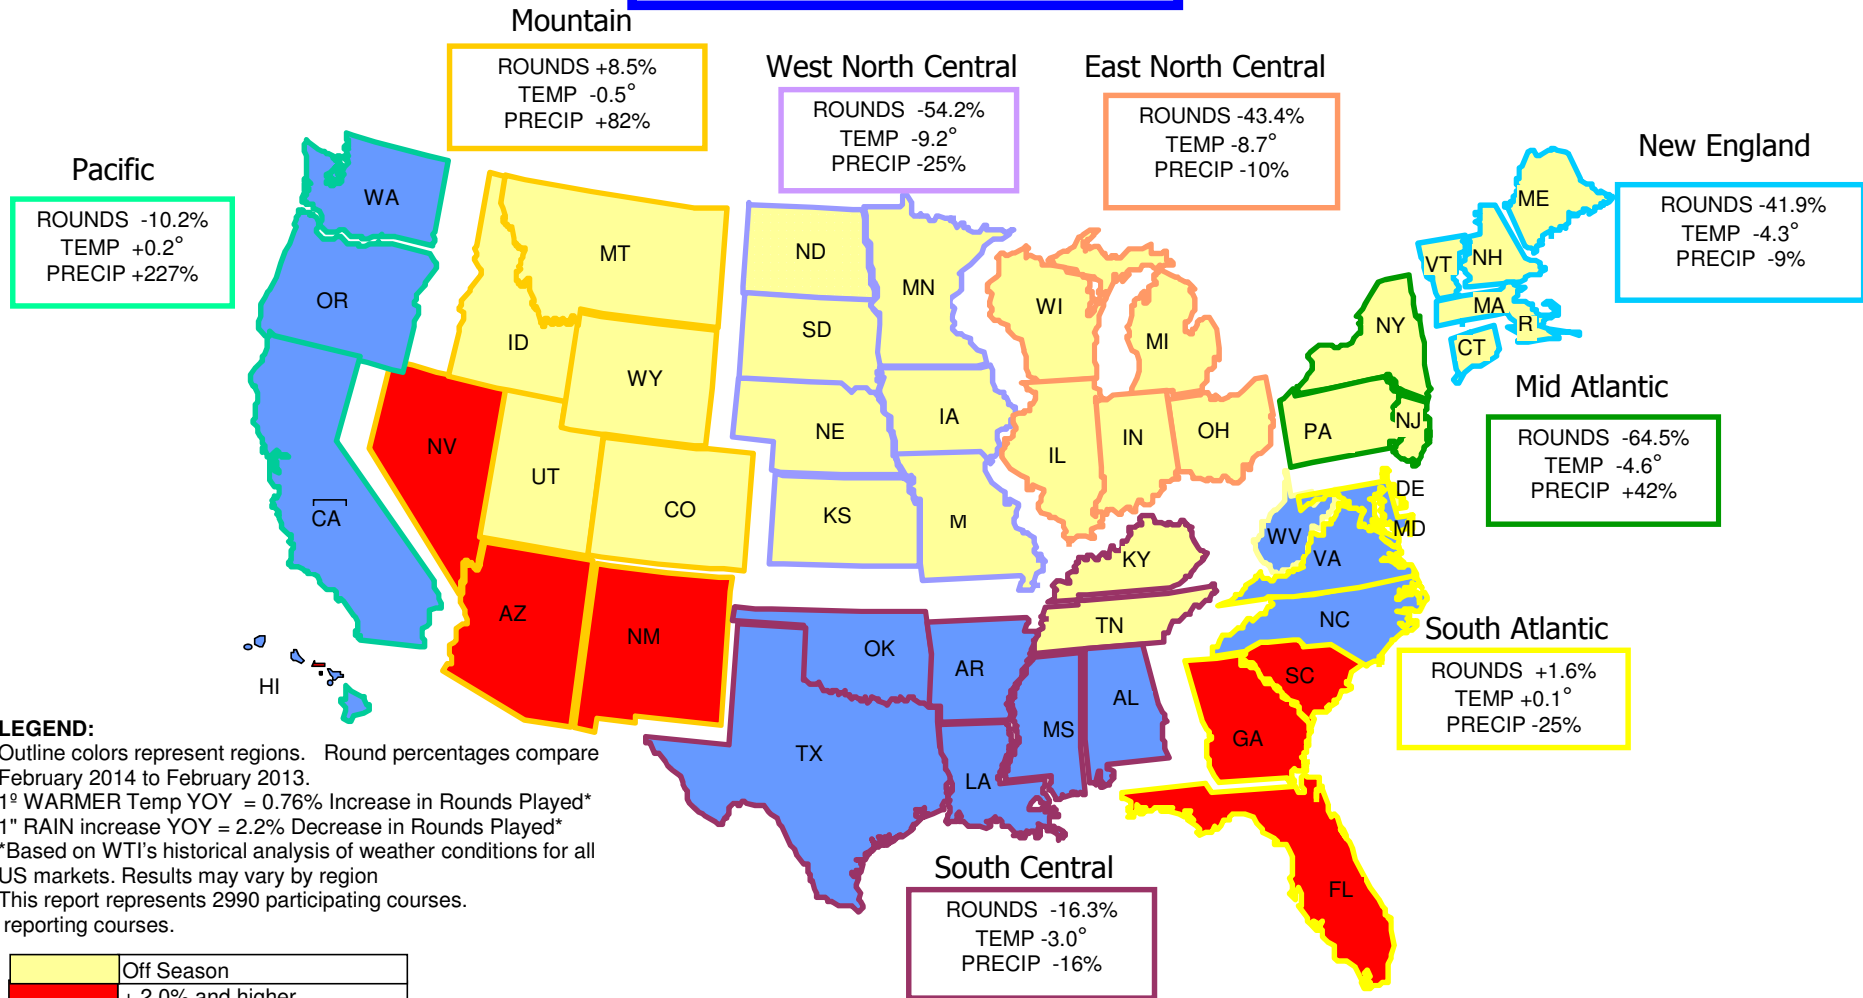 Mountain
ROUNDS +8.5%
TEMP -0.5°
PRECIP +82%
West North Central
ROUNDS -54.2%
TEMP -9.2°
PRECIP -25%
East North Central
ROUNDS -43.4%
TEMP -8.7°
PRECIP -10%
New England
ROUNDS -41.9%
TEMP -4.3°
PRECIP -9%
Pacific
ROUNDS -10.2%
TEMP +0.2°
PRECIP +227%
Mid Atlantic
ROUNDS -64.5%
TEMP -4.6°
PRECIP +42%
South Atlantic
ROUNDS +1.6%
TEMP +0.1°
PRECIP -25%
South Central
ROUNDS -16.3%
TEMP -3.0°
PRECIP -16%
WA
OR
CA
HI
MT
ID
WY
NV
UT
CO
AZ
NM
ND
SD
NE
KS
MN
IA
M
WI
MI
IL
IN
OH
KY
TN
OK
AR
TX
LA
MS
AL
ME
VT
NH
MA
R
CT
NY
PA
NJ
DE
MD
WV
VA
NC
SC
GA
FL
LEGEND:
Outline colors represent regions. Round percentages compare
February 2014 to February 2013.
1º WARMER Temp YOY = 0.76% Increase in Rounds Played*
1" RAIN increase YOY = 2.2% Decrease in Rounds Played*
*Based on WTI's historical analysis of weather conditions for all
US markets. Results may vary by region
This report represents 2990 participating courses.
reporting courses.
Off Season
+ 2.0% and higher